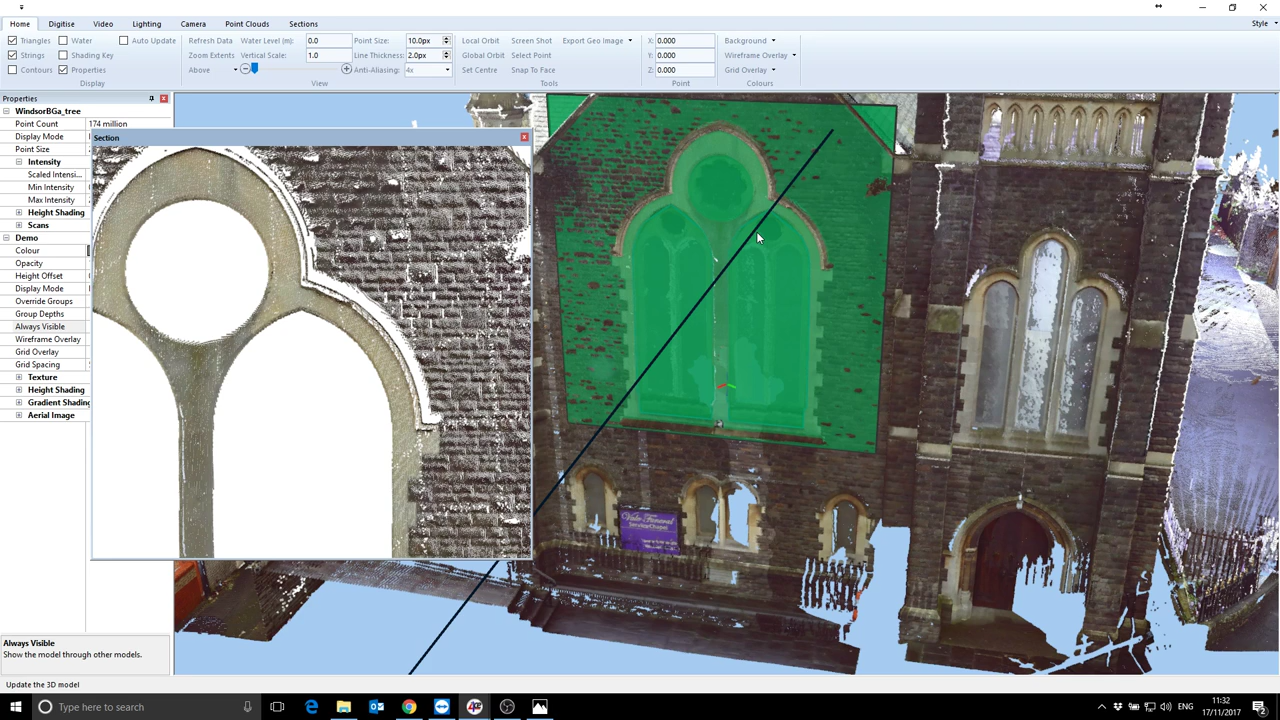 Home Digitise Video Lighting Camera Point Clouds Sections Style
Triangles Water Auto Update Refresh Data Water Level (m): 0.0 Point Size: 10.0px Local Orbit Screen Shot Export Geo Image X: 0.000 Background
Strings Shading Key Zoom Extents Vertical Scale: 1.0 Line Thickness: 2.0px Global Orbit Select Point Y: 0.000 Wireframe Overlay
Contours Properties Above Anti-Aliasing: 4x Set Centre Snap To Face Z: 0.000 Grid Overlay
Display View Tools Point Colours
Properties
WindsorBGa_tree
Point Count 174 million
Display Mode
Point Size
Intensity
Scaled Intensi...
Min Intensity
Max Intensity
Height Shading
Scans
Demo
Colour
Opacity
Height Offset
Display Mode
Override Groups
Group Depths
Always Visible
Wireframe Overlay
Grid Overlay
Grid Spacing
Texture
Height Shading
Gradient Shading
Aerial Image
Section
Vale Funeral
Service Chapel
Always Visible
Show the model through other models.
Update the 3D model
Type here to search
ENG
11:32
17/11/2017
2